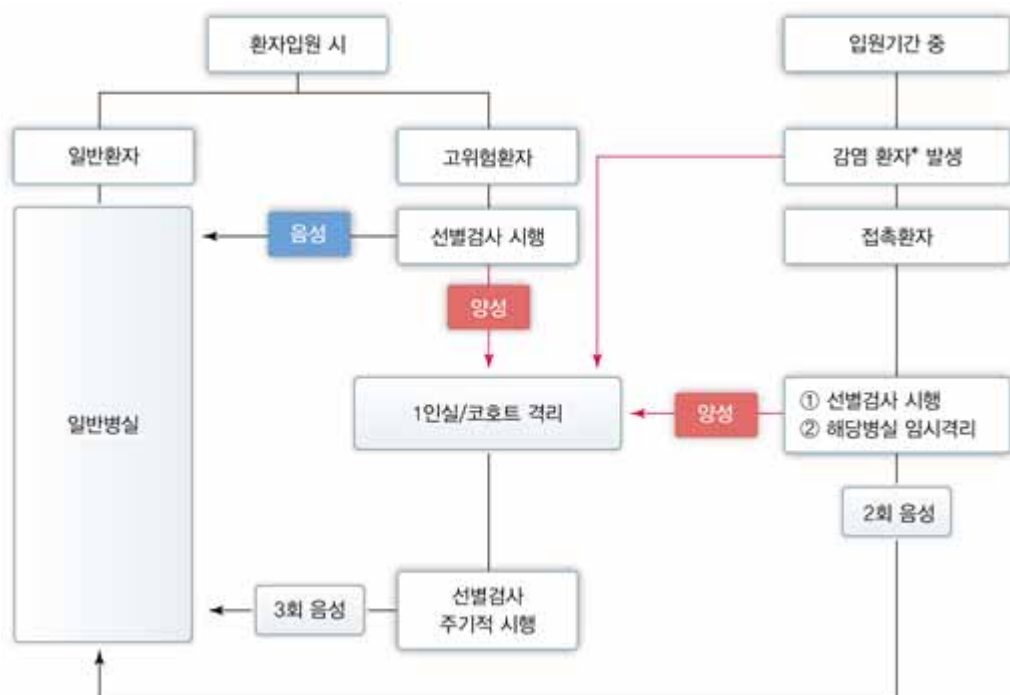 환자입원 시
입원기간 중
일반환자
고위험환자
감염 환자* 발생
음성
선별검사 시행
접촉환자
양성
일반병실
1인실/코호트 격리
양성
① 선별검사 시행
② 해당병실 임시격리
2회 음성
3회 음성
선별검사
주기적 시행